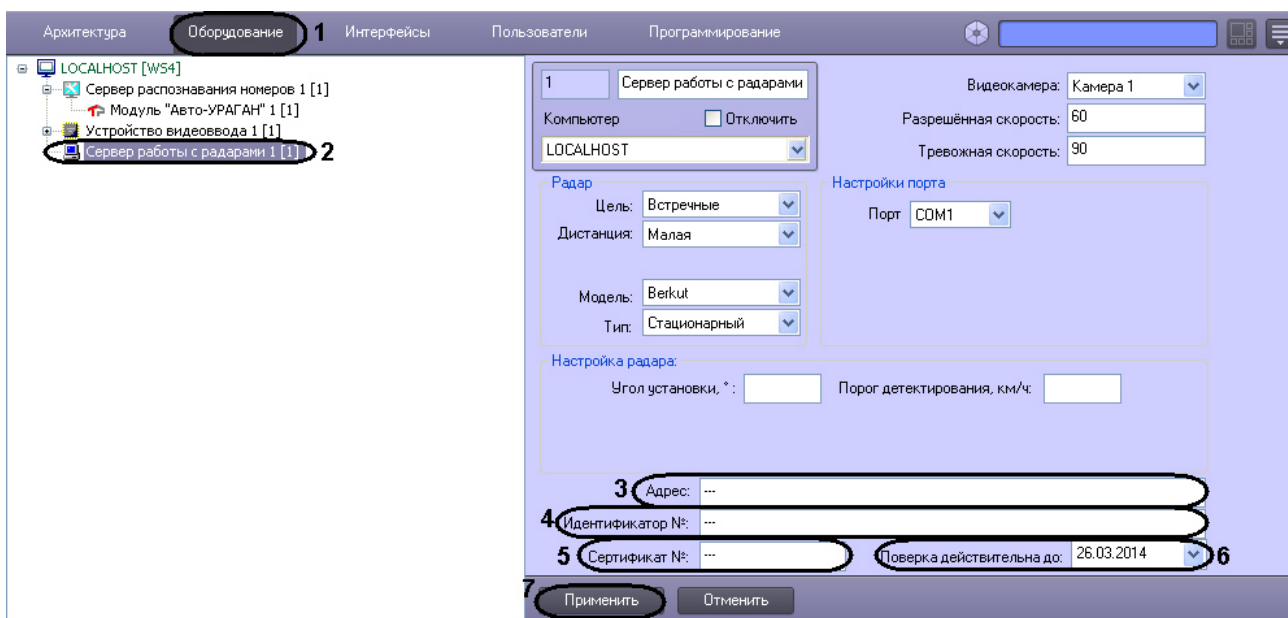 Архитектура Оборудование 1 Интерфейсы Пользователи Программирование
LOCALHOST [WS4]
Сервер распознавания номеров 1 [1]
Модуль "Авто-УРАГАН" 1 [1]
Устройство видеоввода 1 [1]
Сервер работы с радарами 1 [1] 2
1 Сервер работы с радарами
Компьютер Отключить
LOCALHOST
Видеокамера: Камера 1
Разрешённая скорость: 60
Тревожная скорость: 90
Радар
Цель: Встречные
Дистанция: Малая
Модель: Berkut
Тип: Стационарный
Настройки порта
Порт COM1
Настройка радара:
Угол установки, ° : Порог детектирования, км/ч:
3 Адрес: ---
4 Идентификатор №: ---
5 Сертификат №: --- Поверка действительна до: 26.03.2014 6
7 Применить Отменить